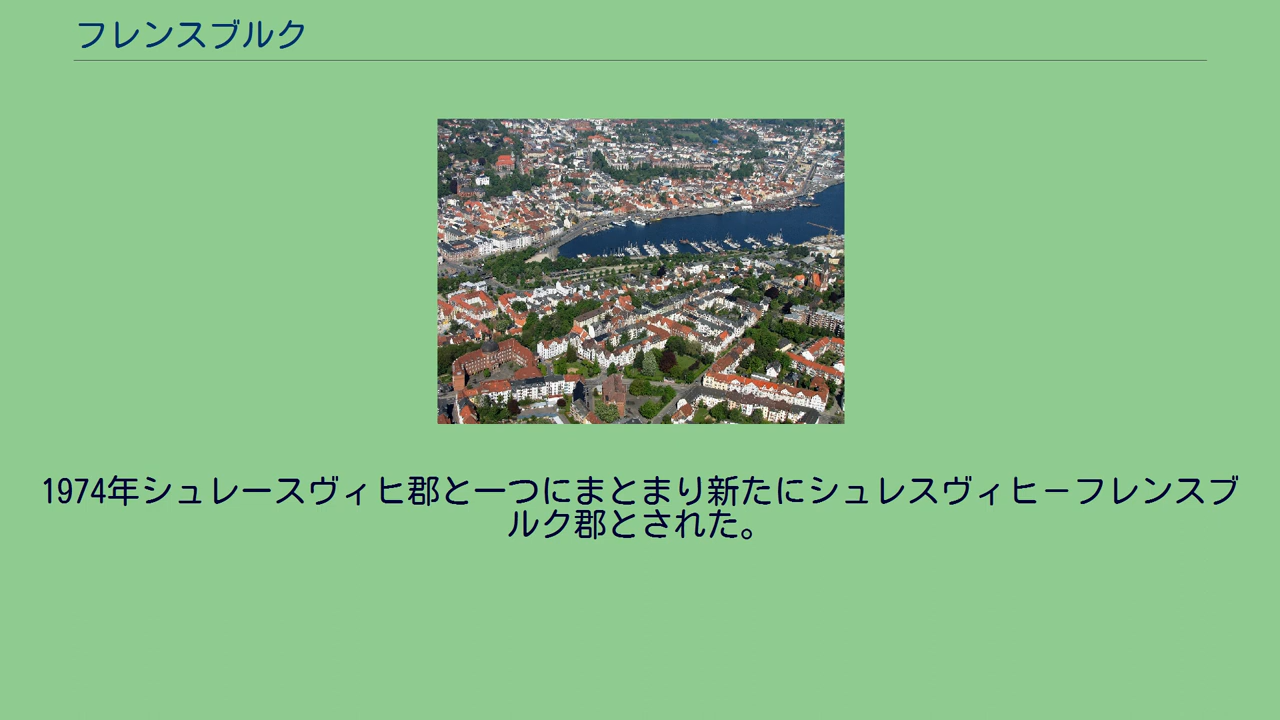 フレンスブルク
1974年シュレースヴィヒ郡と一つにまとまり新たにシュレスヴィヒ－フレンスブ
ルク郡とされた。